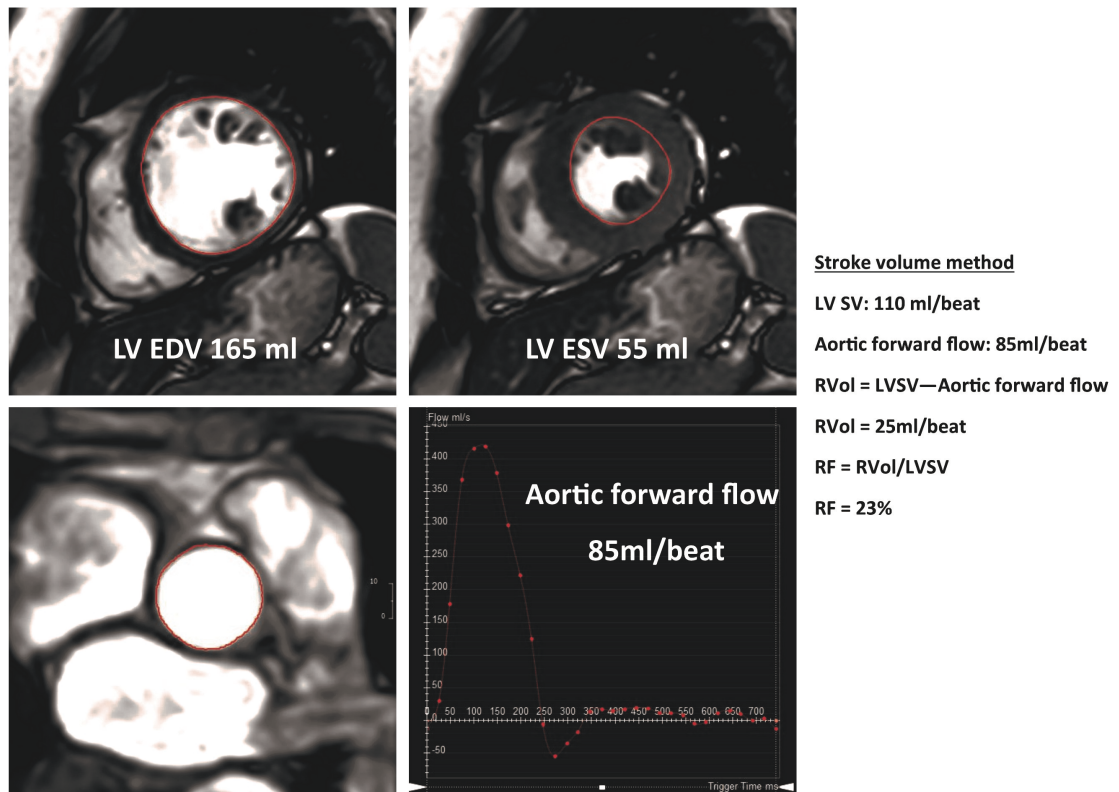 LV EDV 165 ml
LV ESV 55 ml
Stroke volume method
LV SV: 110 ml/beat
Aortic forward flow: 85ml/beat
RVol = LVSV—Aortic forward flow
RVol = 25ml/beat
RF = RVol/LVSV
RF = 23%
10
0
Flow ml/s
450
400
350
300
250
200
150
100
50
0
-50
0 50 100 150 200 250 300 350 400 450 500 550 600 650 700
Aortic forward flow
85ml/beat
Trigger Time ms